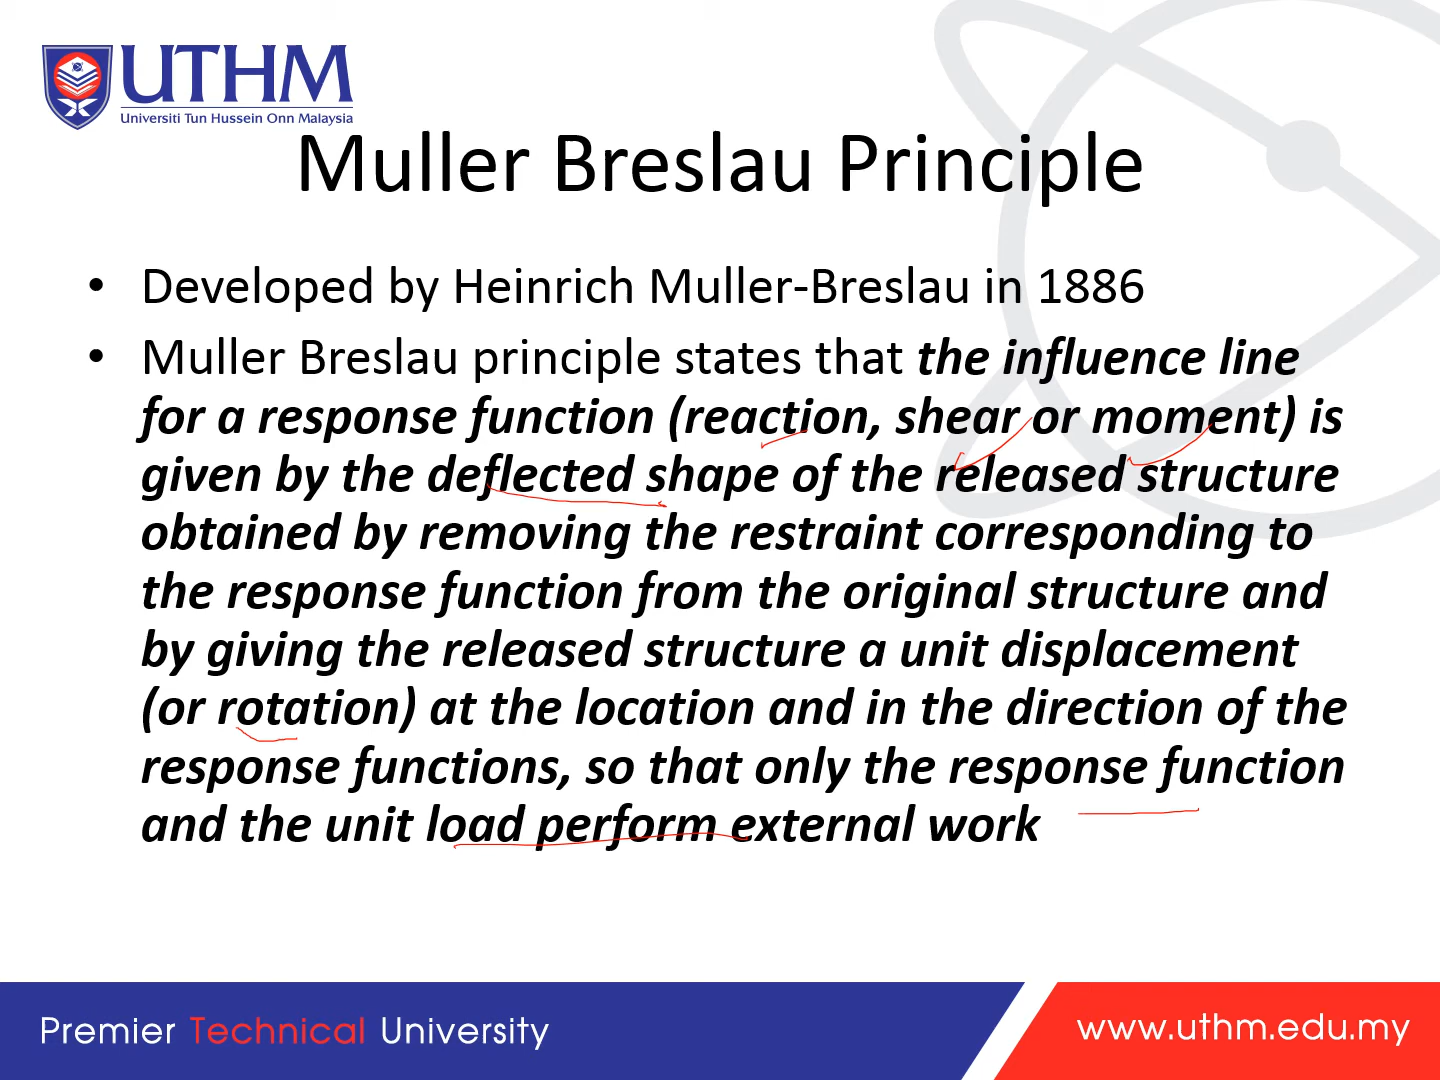 UTHM
Universiti Tun Hussein Onn Malaysia
Muller Breslau Principle
• Developed by Heinrich Muller-Breslau in 1886
• Muller Breslau principle states that the influence line
for a response function (reaction, shear or moment) is
given by the deflected shape of the released structure
obtained by removing the restraint corresponding to
the response function from the original structure and
by giving the released structure a unit displacement
(or rotation) at the location and in the direction of the
response functions, so that only the response function
and the unit load perform external work
Premier Technical University
www.uthm.edu.my